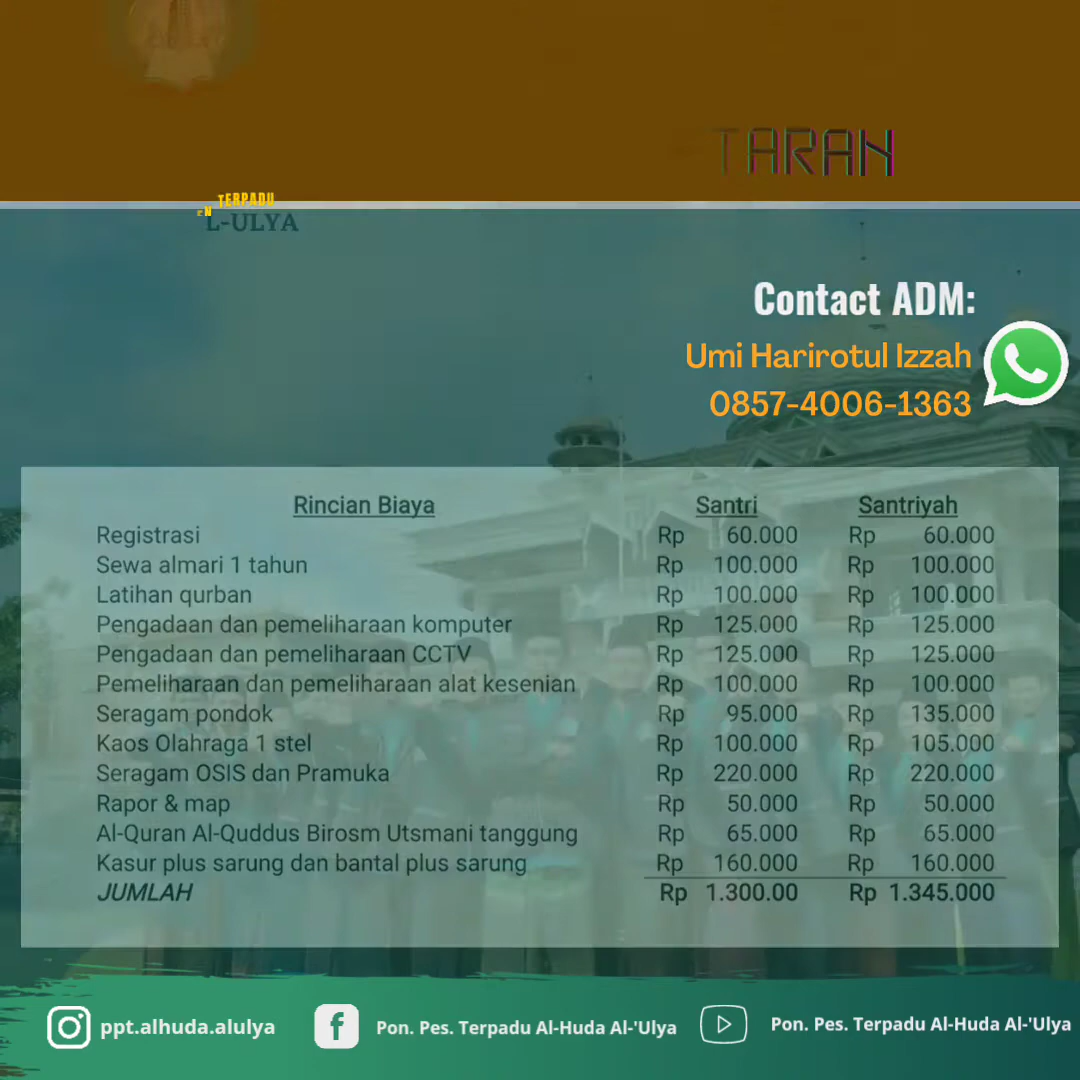 TARAN
TERPADU
EN
L-ULYA
Contact ADM:
Umi Harirotul Izzah
0857-4006-1363
Rincian Biaya Santri Santriyah
Registrasi Rp 60.000 Rp 60.000
Sewa almari 1 tahun Rp 100.000 Rp 100.000
Latihan qurban Rp 100.000 Rp 100.000
Pengadaan dan pemeliharaan komputer Rp 125.000 Rp 125.000
Pengadaan dan pemeliharaan CCTV Rp 125.000 Rp 125.000
Pemeliharaan dan pemeliharaan alat kesenian Rp 100.000 Rp 100.000
Seragam pondok Rp 95.000 Rp 135.000
Kaos Olahraga 1 stel Rp 100.000 Rp 105.000
Seragam OSIS dan Pramuka Rp 220.000 Rp 220.000
Rapor & map Rp 50.000 Rp 50.000
Al-Quran Al-Quddus Birosm Utsmani tanggung Rp 65.000 Rp 65.000
Kasur plus sarung dan bantal plus sarung Rp 160.000 Rp 160.000
JUMLAH Rp 1.300.00 Rp 1.345.000
ppt.alhuda.alulya
Pon. Pes. Terpadu Al-Huda Al-'Ulya
Pon. Pes. Terpadu Al-Huda Al-'Ulya